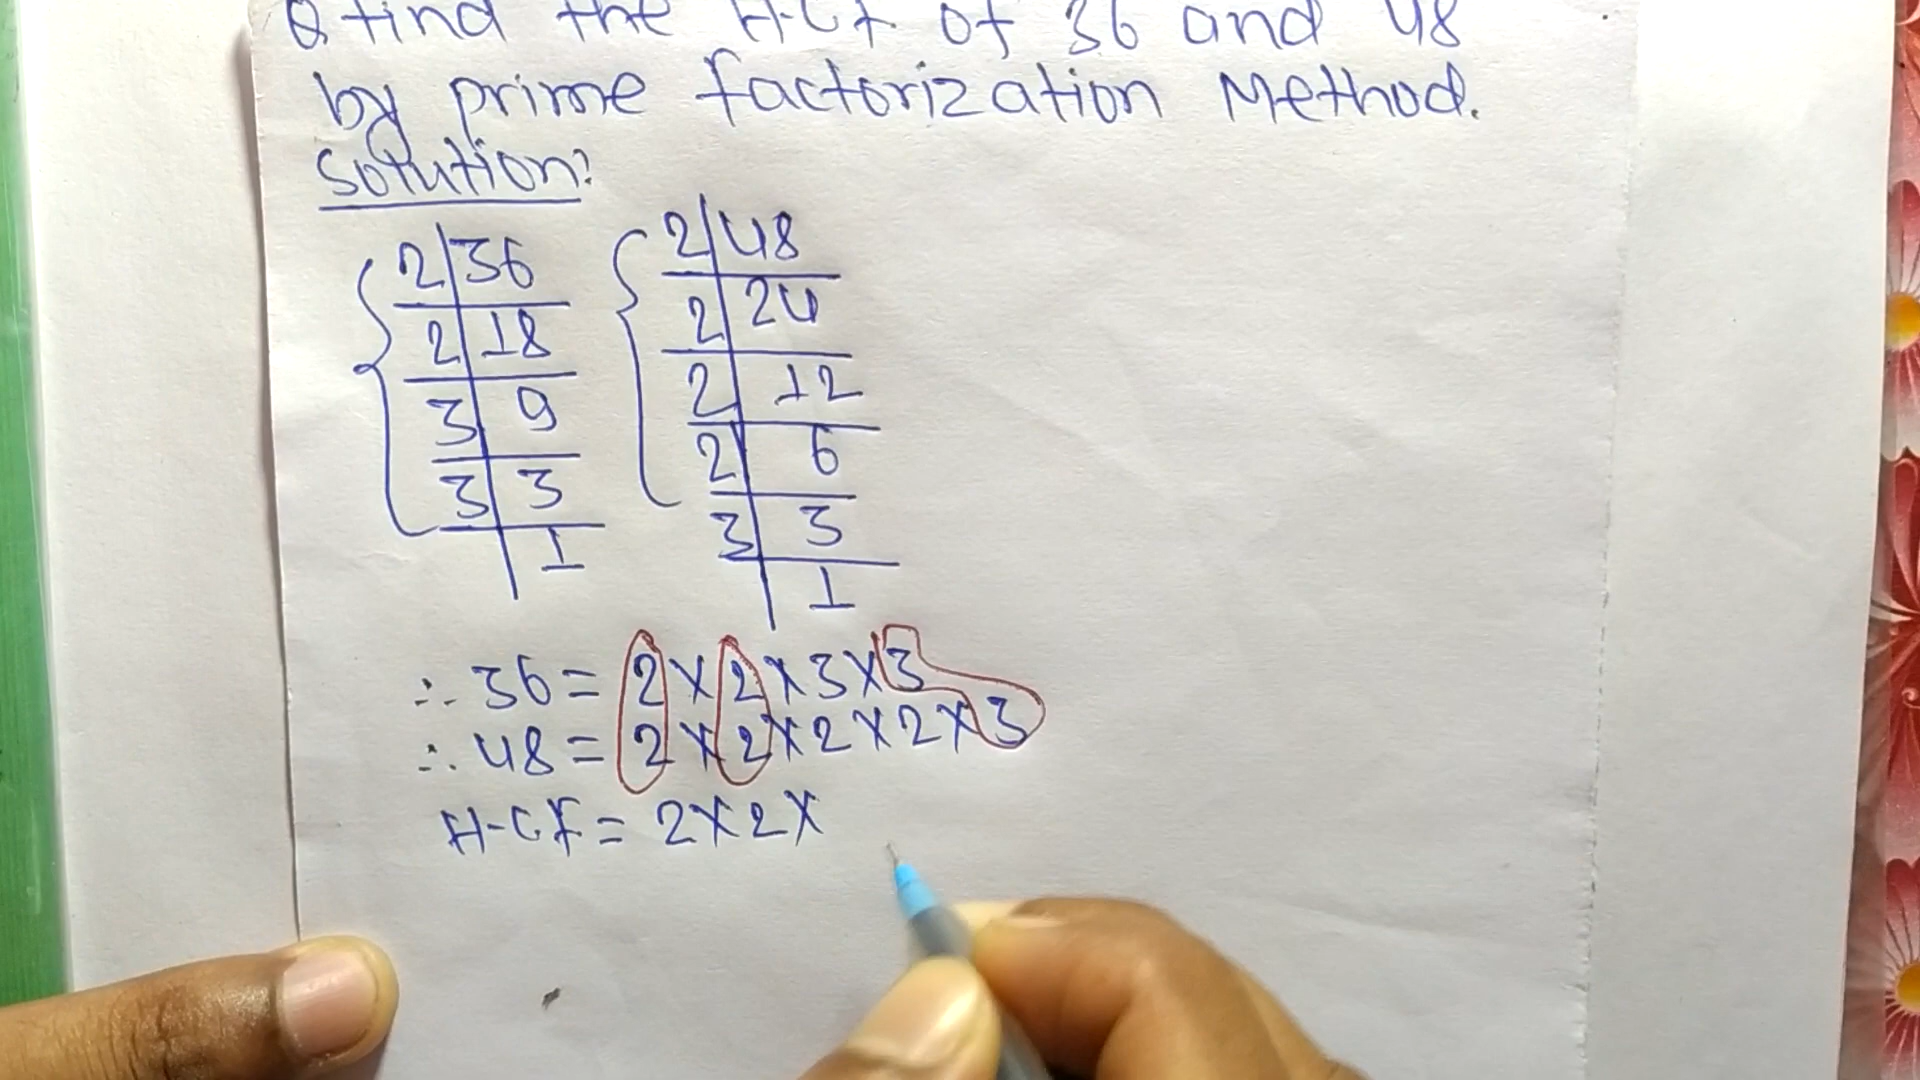 Q find the H.C.F of 36 and 48
by prime factorization Method.
Solution:
2 36
2 18
3 9
3 3
1
2 48
2 24
2 12
2 6
3 3
1
∴ 36 = 2 × 2 × 3 × 3
∴ 48 = 2 × 2 × 2 × 2 × 3
H.C.F = 2 × 2 ×